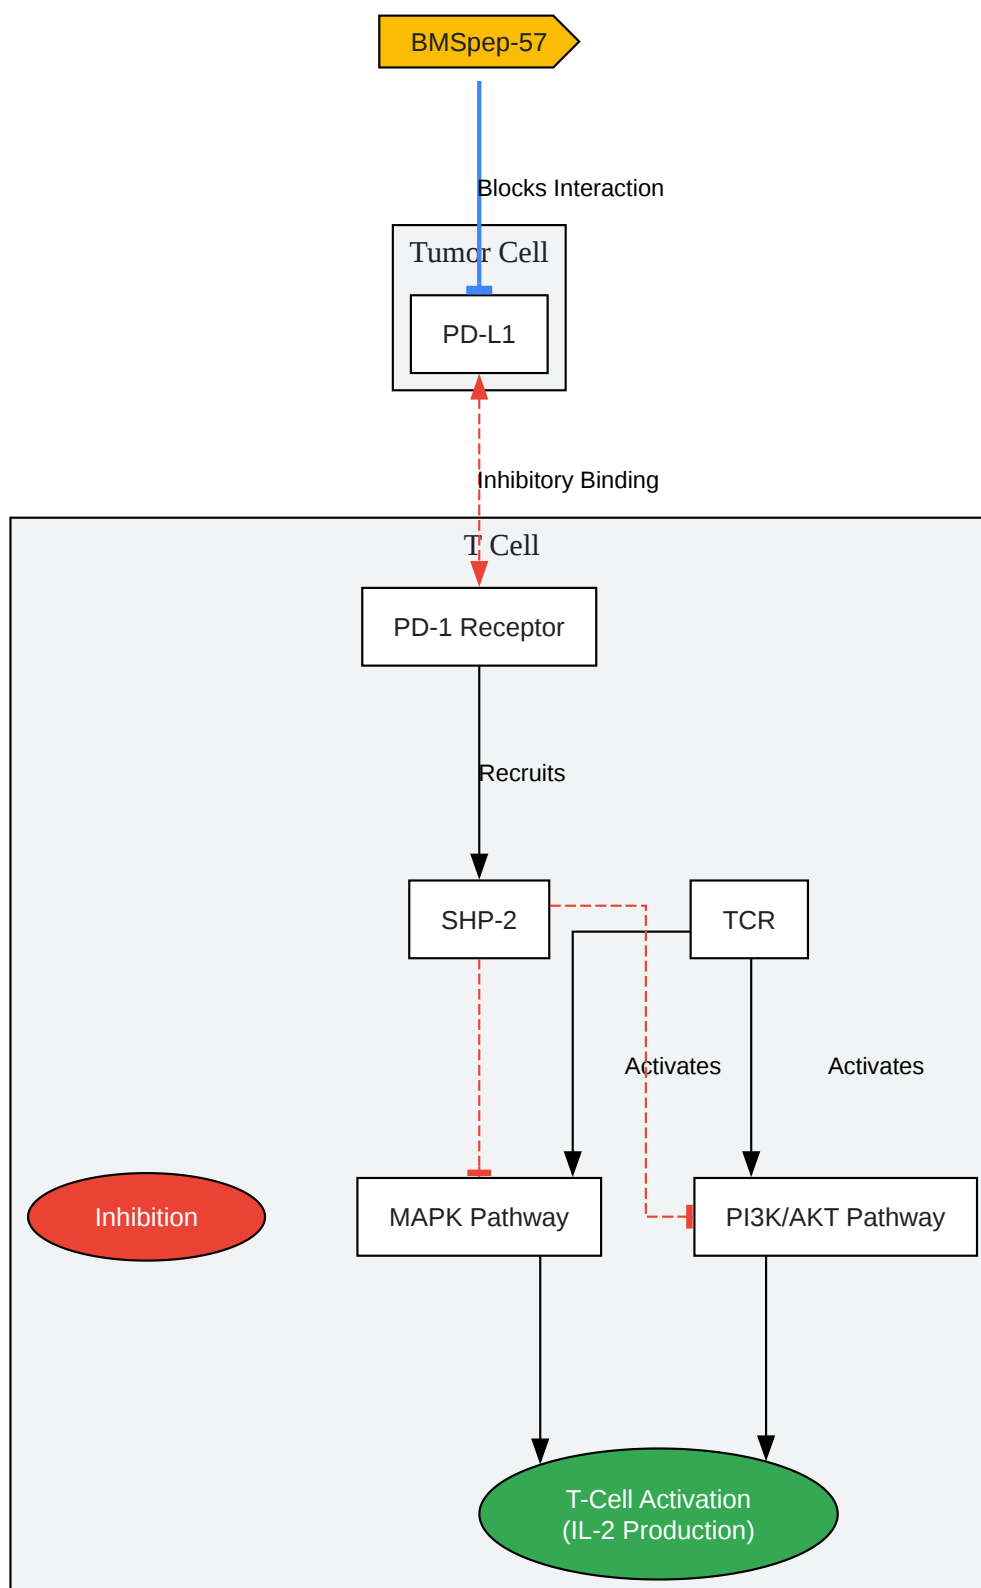 BMSpep-57
Blocks Interaction
Tumor Cell
PD-L1
Inhibitory Binding
T Cell
PD-1 Receptor
Recruits
SHP-2
TCR
Activates
Activates
Inhibition
MAPK Pathway
PI3K/AKT Pathway
T-Cell Activation
(IL-2 Production)